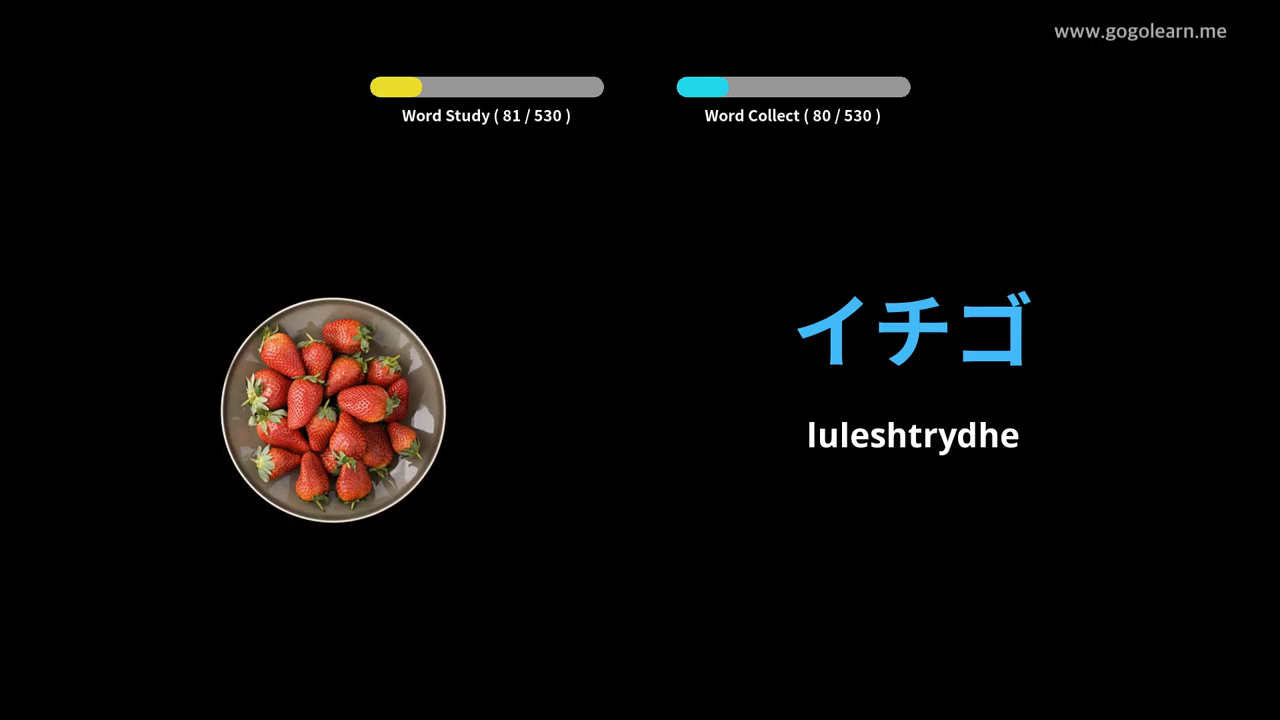 www.gogolearn.me
Word Study ( 81 / 530 )
Word Collect ( 80 / 530 )
イチゴ
luleshtrydhe